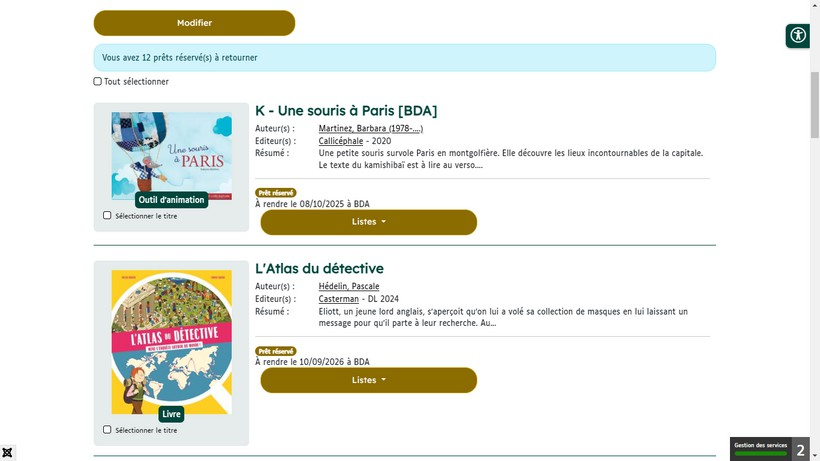 Modifier
Vous avez 12 prêts réservé(s) à retourner
Tout sélectionner
K - Une souris à Paris [BDA]
Auteur(s) :
Martinez, Barbara (1978-....)
Editeur(s) :
Callicéphale - 2020
Résumé :
Une petite souris survole Paris en montgolfière. Elle découvre les lieux incontournables de la capitale.
Le texte du kamishibaï est à lire au verso....
Une souris
à PARIS
Outil d'animation
Sélectionner le titre
Prêt réservé
À rendre le 08/10/2025 à BDA
Listes
L'Atlas du détective
Auteur(s) :
Hédelin, Pascale
Editeur(s) :
Casterman - DL 2024
Résumé :
Eliott, un jeune lord anglais, s'aperçoit qu'on lui a volé sa collection de masques en lui laissant un
message pour qu'il parte à leur recherche. Au...
L'ATLAS DU DÉTECTIVE
Livre
Sélectionner le titre
Prêt réservé
À rendre le 10/09/2026 à BDA
Listes
Gestion des services
2